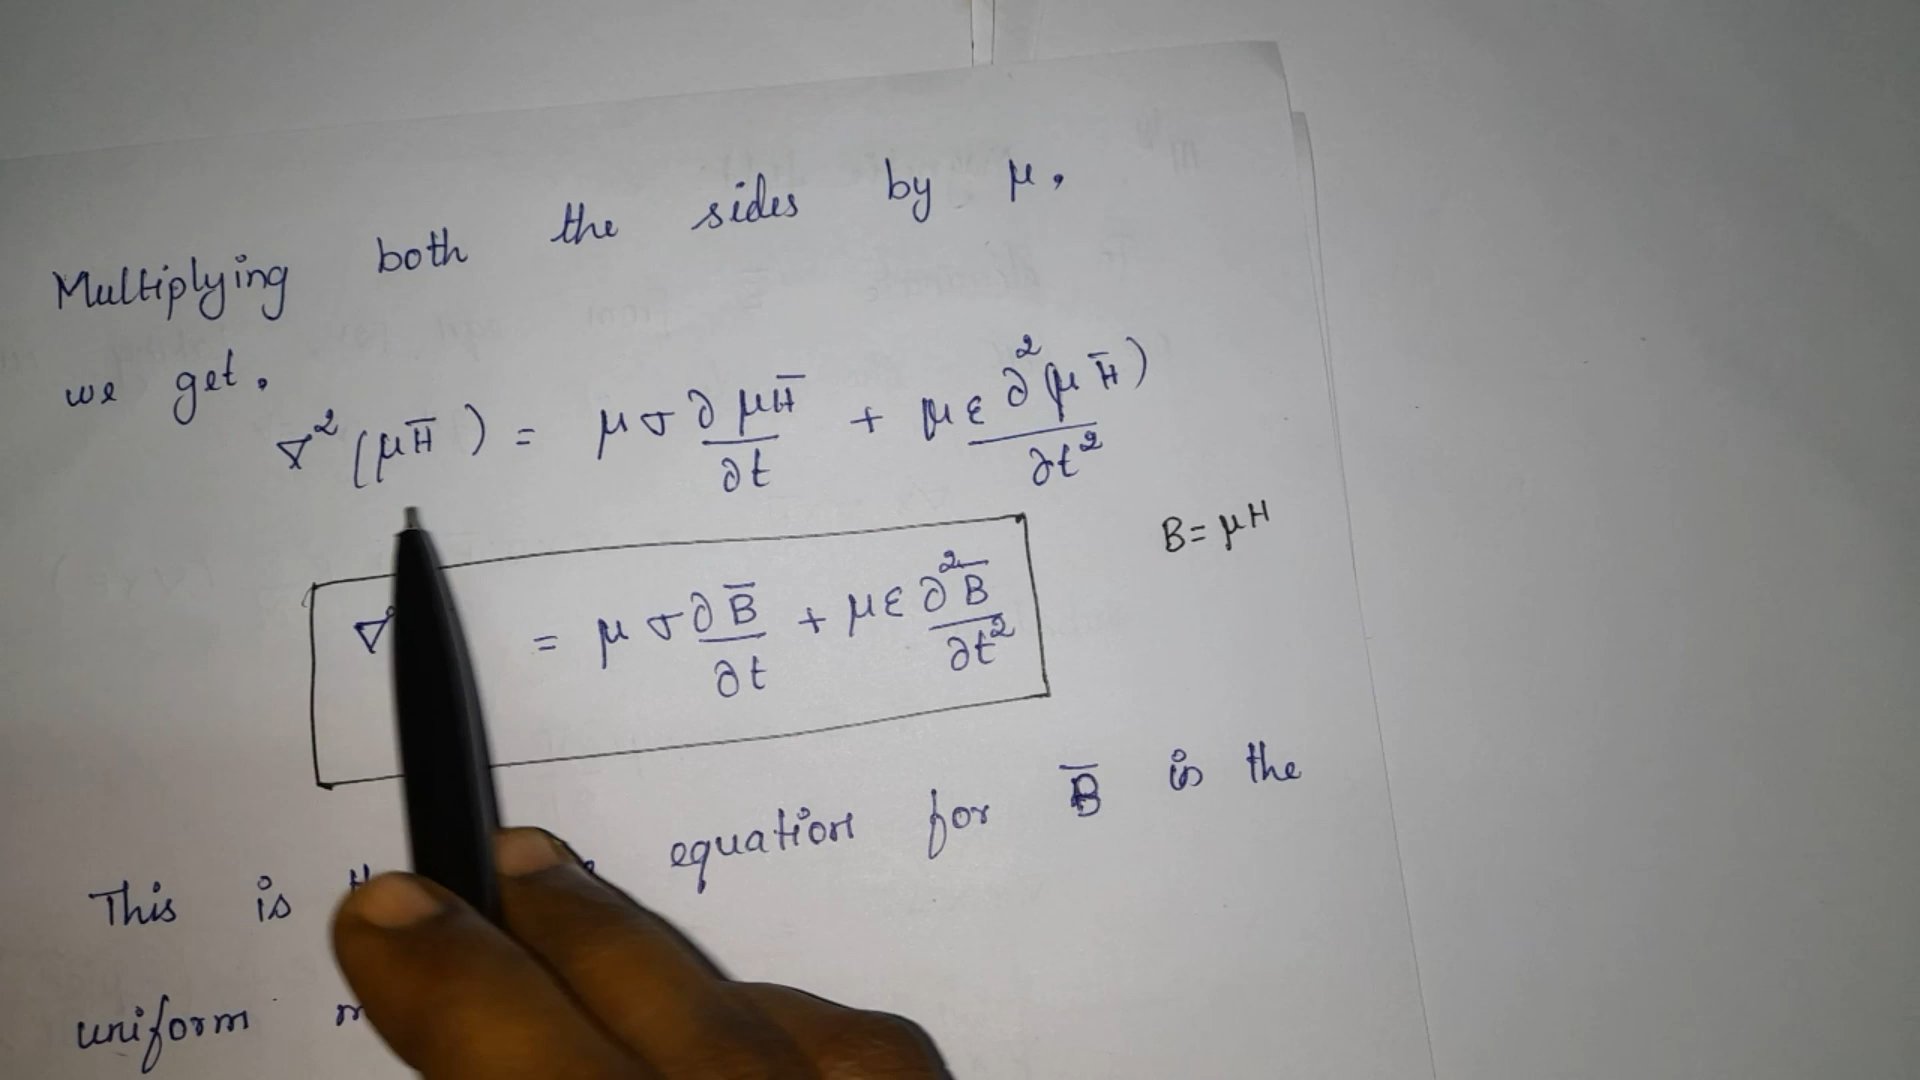 Multiplying both the sides by μ,
we get,
∇²(μH̄) = μσ ∂μH̄/∂t + με ∂²(μH̄)/∂t²
B = μH
∇ = μσ ∂B̄/∂t + με ∂²B̄/∂t²
This is equation for B̄ is the
uniform